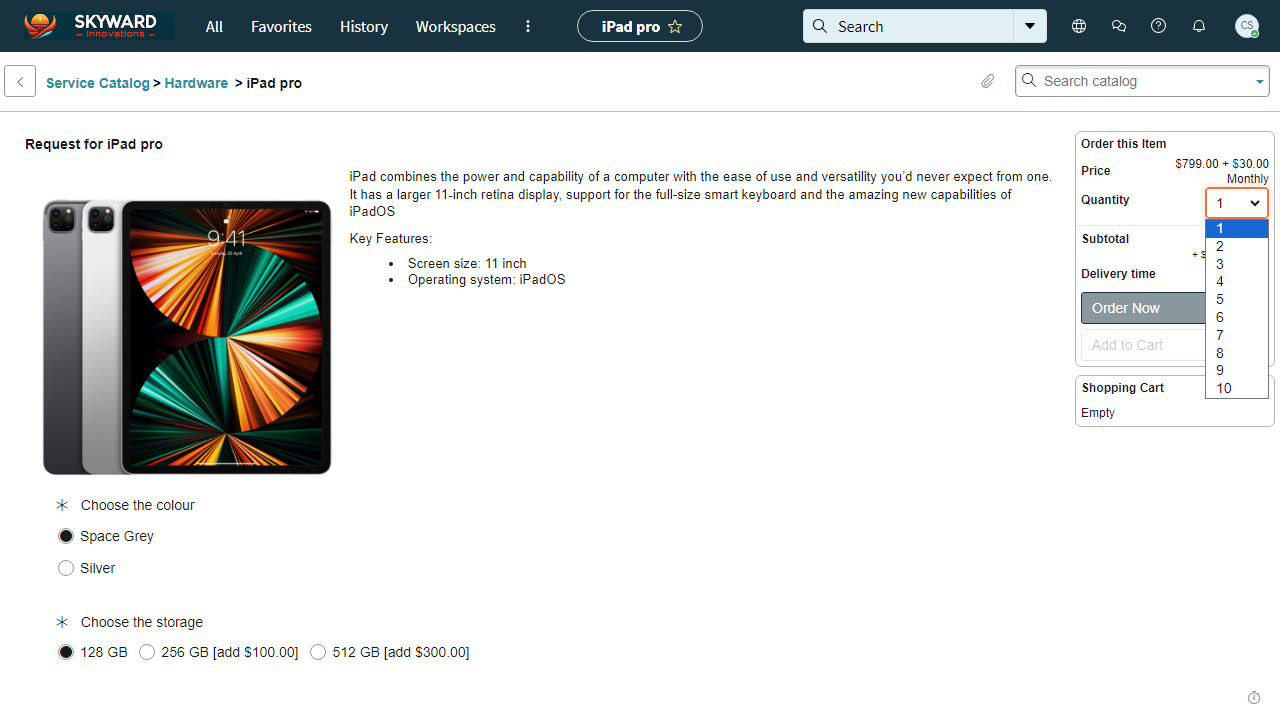 SKYWARD
Innovations
All
Favorites
History
Workspaces
iPad pro
Search
CS
Service Catalog > Hardware > iPad pro
Search catalog
Request for iPad pro
iPad combines the power and capability of a computer with the ease of use and versatility you'd never expect from one.
It has a larger 11-inch retina display, support for the full-size smart keyboard and the amazing new capabilities of
iPadOS
Key Features:
• Screen size: 11 inch
• Operating system: iPadOS
9:41
Choose the colour
Space Grey
Silver
Choose the storage
128 GB
256 GB [add $100.00]
512 GB [add $300.00]
Order this Item
Price
$799.00 + $30.00
Monthly
Quantity
1
1
2
3
4
5
6
7
8
9
10
Subtotal
+ $
Delivery time
Order Now
Add to Cart
Shopping Cart
Empty